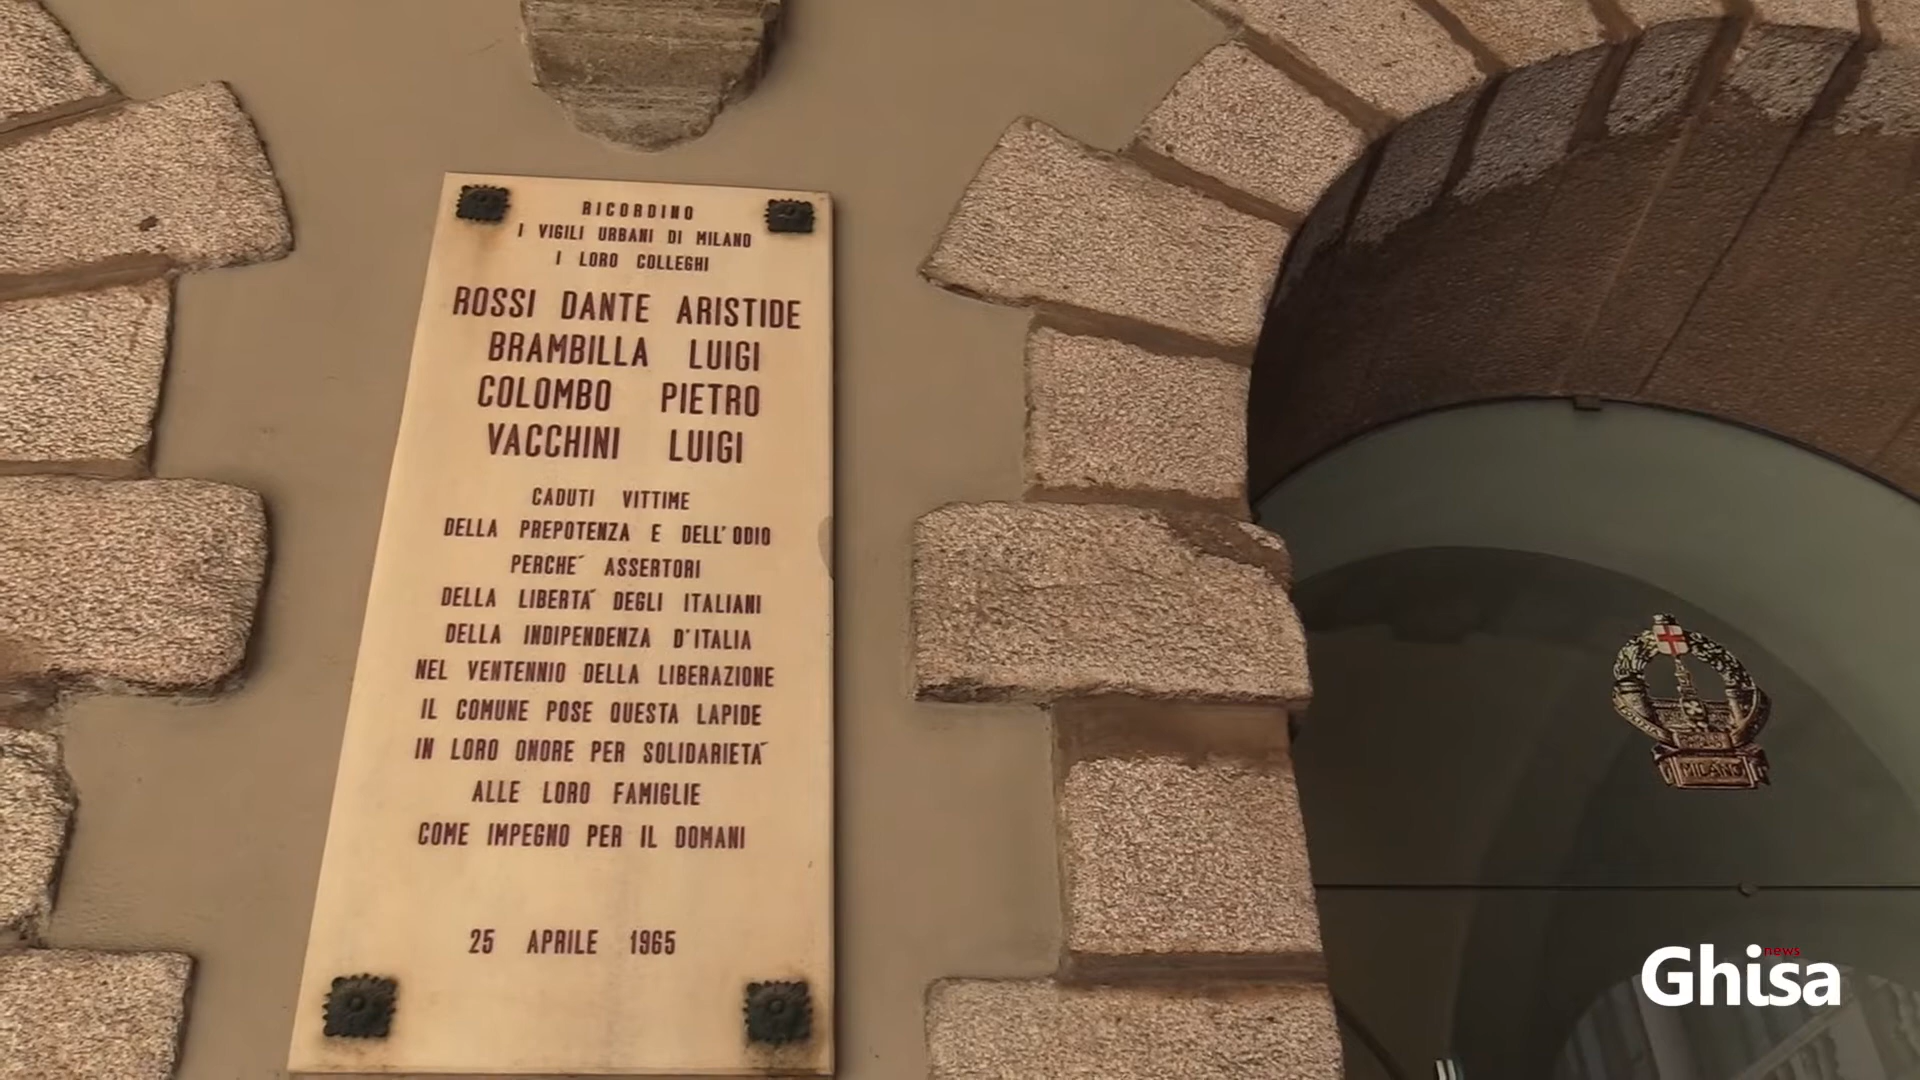 RICORDINO
I VIGILI URBANI DI MILANO
I LORO COLLEGHI
ROSSI DANTE ARISTIDE
BRAMBILLA LUIGI
COLOMBO PIETRO
VACCHINI LUIGI
CADUTI VITTIME
DELLA PREPOTENZA E DELL'ODIO
PERCHE´ ASSERTORI
DELLA LIBERTA´ DEGLI ITALIANI
DELLA INDIPENDENZA D'ITALIA
NEL VENTENNIO DELLA LIBERAZIONE
IL COMUNE POSE QUESTA LAPIDE
IN LORO ONORE PER SOLIDARIETA´
ALLE LORO FAMIGLIE
COME IMPEGNO PER IL DOMANI
25 APRILE 1965
MILANO
news
Ghisa